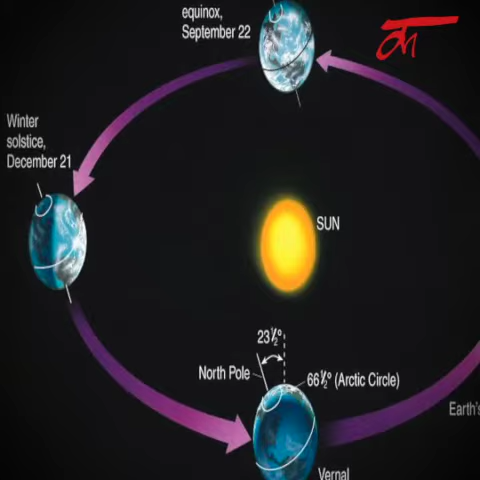 equinox,
September 22
Winter
solstice,
December 21
SUN
23½°
North Pole
66½° (Arctic Circle)
Earth's
Vernal